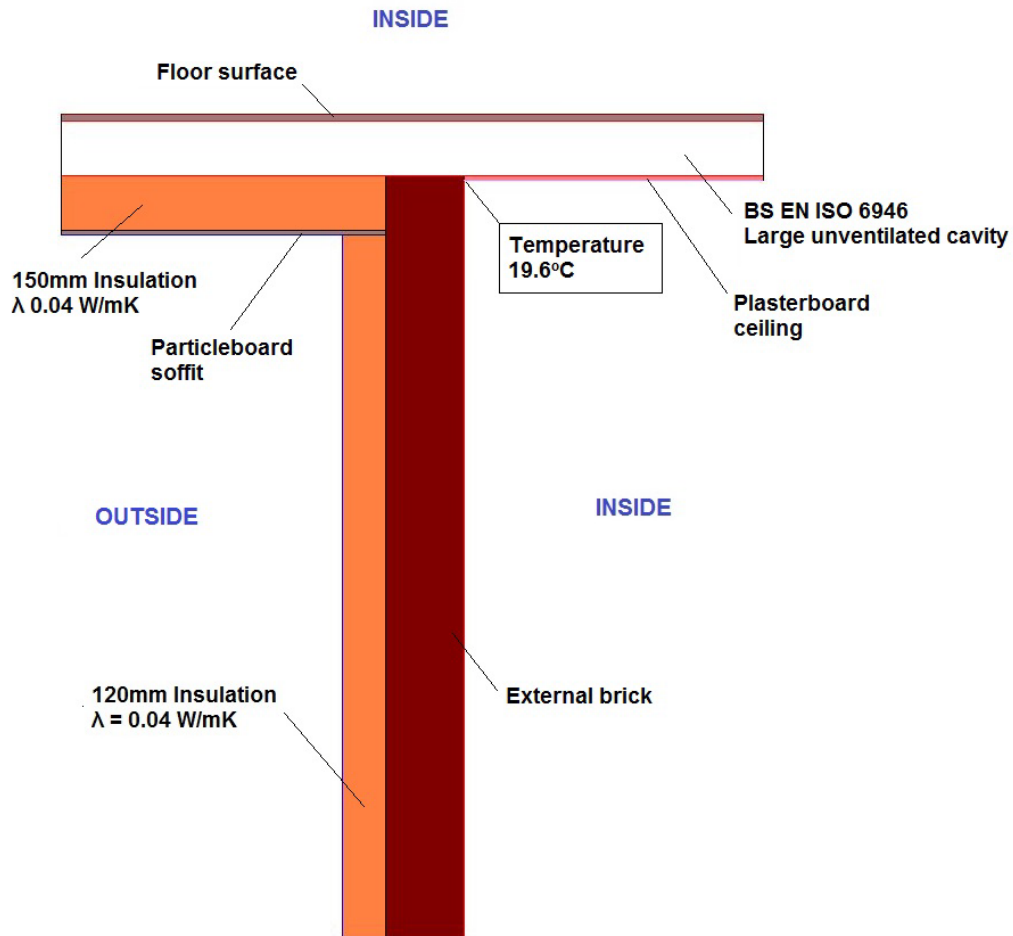 INSIDE
Floor surface
BS EN ISO 6946
Large unventilated cavity
Temperature
19.6ºC
150mm Insulation
λ 0.04 W/mK
Plasterboard
ceiling
Particleboard
soffit
OUTSIDE
INSIDE
120mm Insulation
λ = 0.04 W/mK
External brick